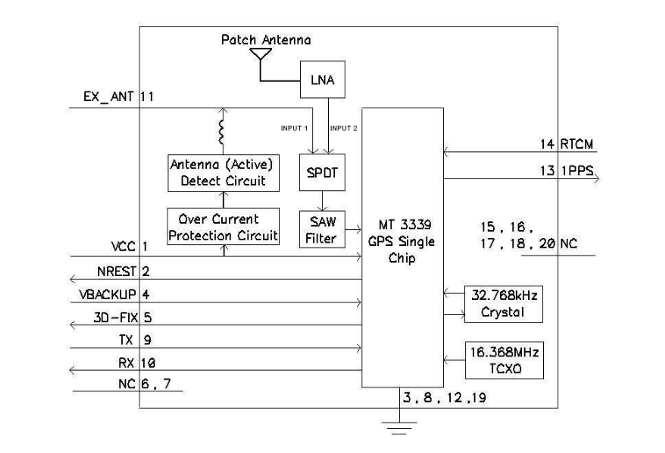 Patch Antenna
LNA
EX_ANT 11
INPUT 1
INPUT 2
14 RTCM
13 1PPS
Antenna (Active)
Detect Circuit
SPDT
Over Current
Protection Circuit
SAW
Filter
MT 3339
GPS Single
Chip
15, 16,
17, 18, 20 NC
VCC 1
NREST 2
VBACKUP 4
3D-FIX 5
TX 9
RX 10
NC 6, 7
32.768kHz
Crystal
16.368MHz
TCXO
3, 8, 12,19